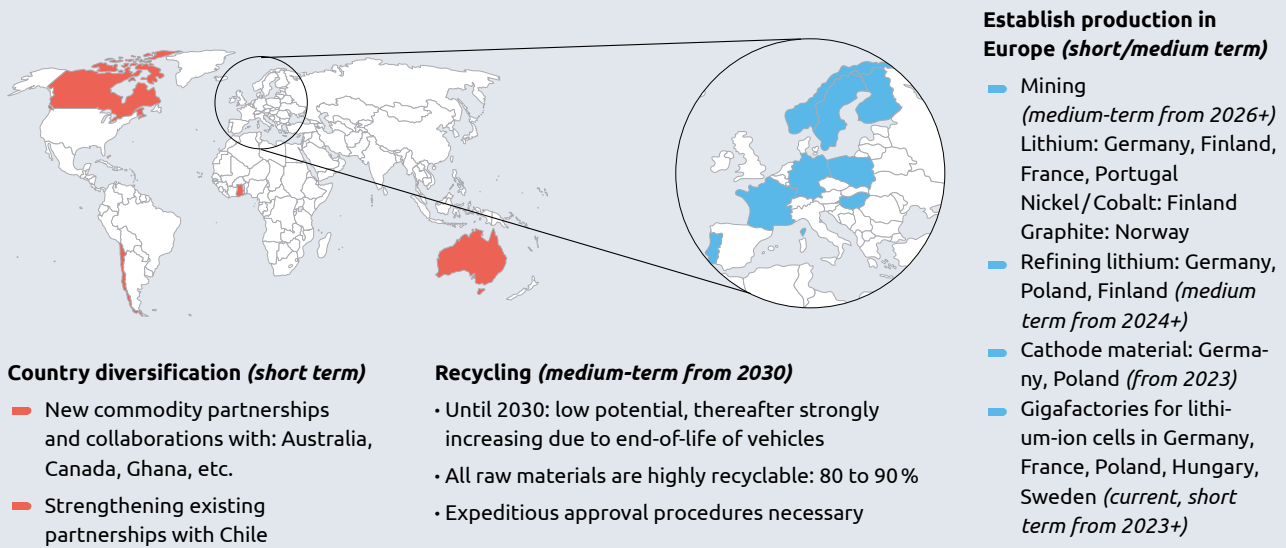 Establish production in
Europe (short/medium term)
Mining
(medium-term from 2026+)
Lithium: Germany, Finland,
France, Portugal
Nickel / Cobalt: Finland
Graphite: Norway
Refining lithium: Germany,
Poland, Finland (medium
term from 2024+)
Cathode material: Germa-
ny, Poland (from 2023)
Gigafactories for lithi-
um-ion cells in Germany,
France, Poland, Hungary,
Sweden (current, short
term from 2023+)
Country diversification (short term)
New commodity partnerships
and collaborations with: Australia,
Canada, Ghana, etc.
Strengthening existing
partnerships with Chile
Recycling (medium-term from 2030)
• Until 2030: low potential, thereafter strongly
increasing due to end-of-life of vehicles
• All raw materials are highly recyclable: 80 to 90 %
• Expeditious approval procedures necessary